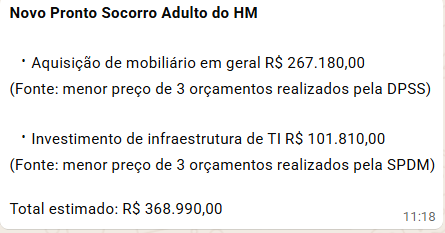 Novo Pronto Socorro Adulto do HM
· Aquisição de mobiliário em geral R$ 267.180,00
(Fonte: menor preço de 3 orçamentos realizados pela DPSS)
· Investimento de infraestrutura de TI R$ 101.810,00
(Fonte: menor preço de 3 orçamentos realizados pela SPDM)
Total estimado: R$ 368.990,00
11:18